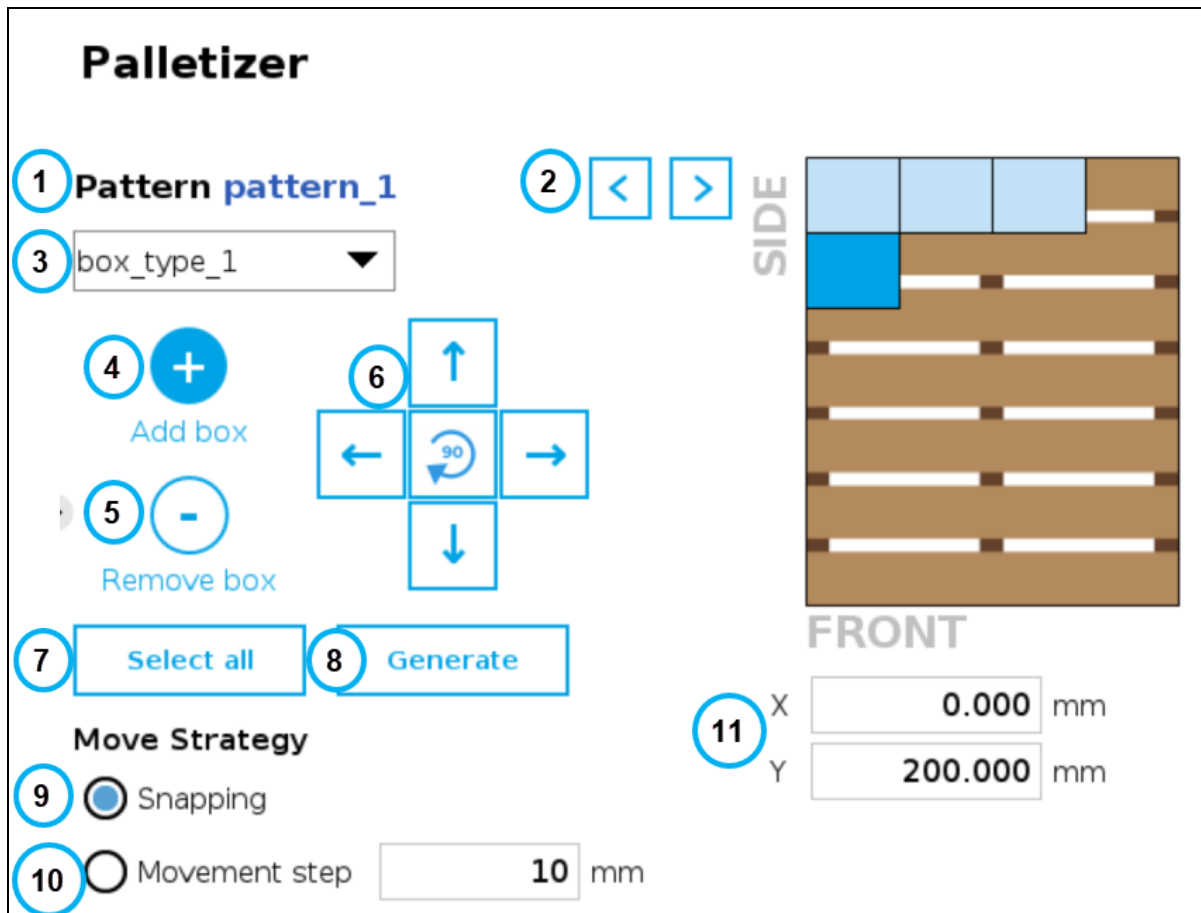 Palletizer
1 Pattern pattern_1
2 < >
SIDE
3 box_type_1
4 +
Add box
6 ↑
← 90 →
↓
5 -
Remove box
FRONT
7 Select all
8 Generate
11
X 0.000 mm
Y 200.000 mm
Move Strategy
9 Snapping
10 Movement step 10 mm